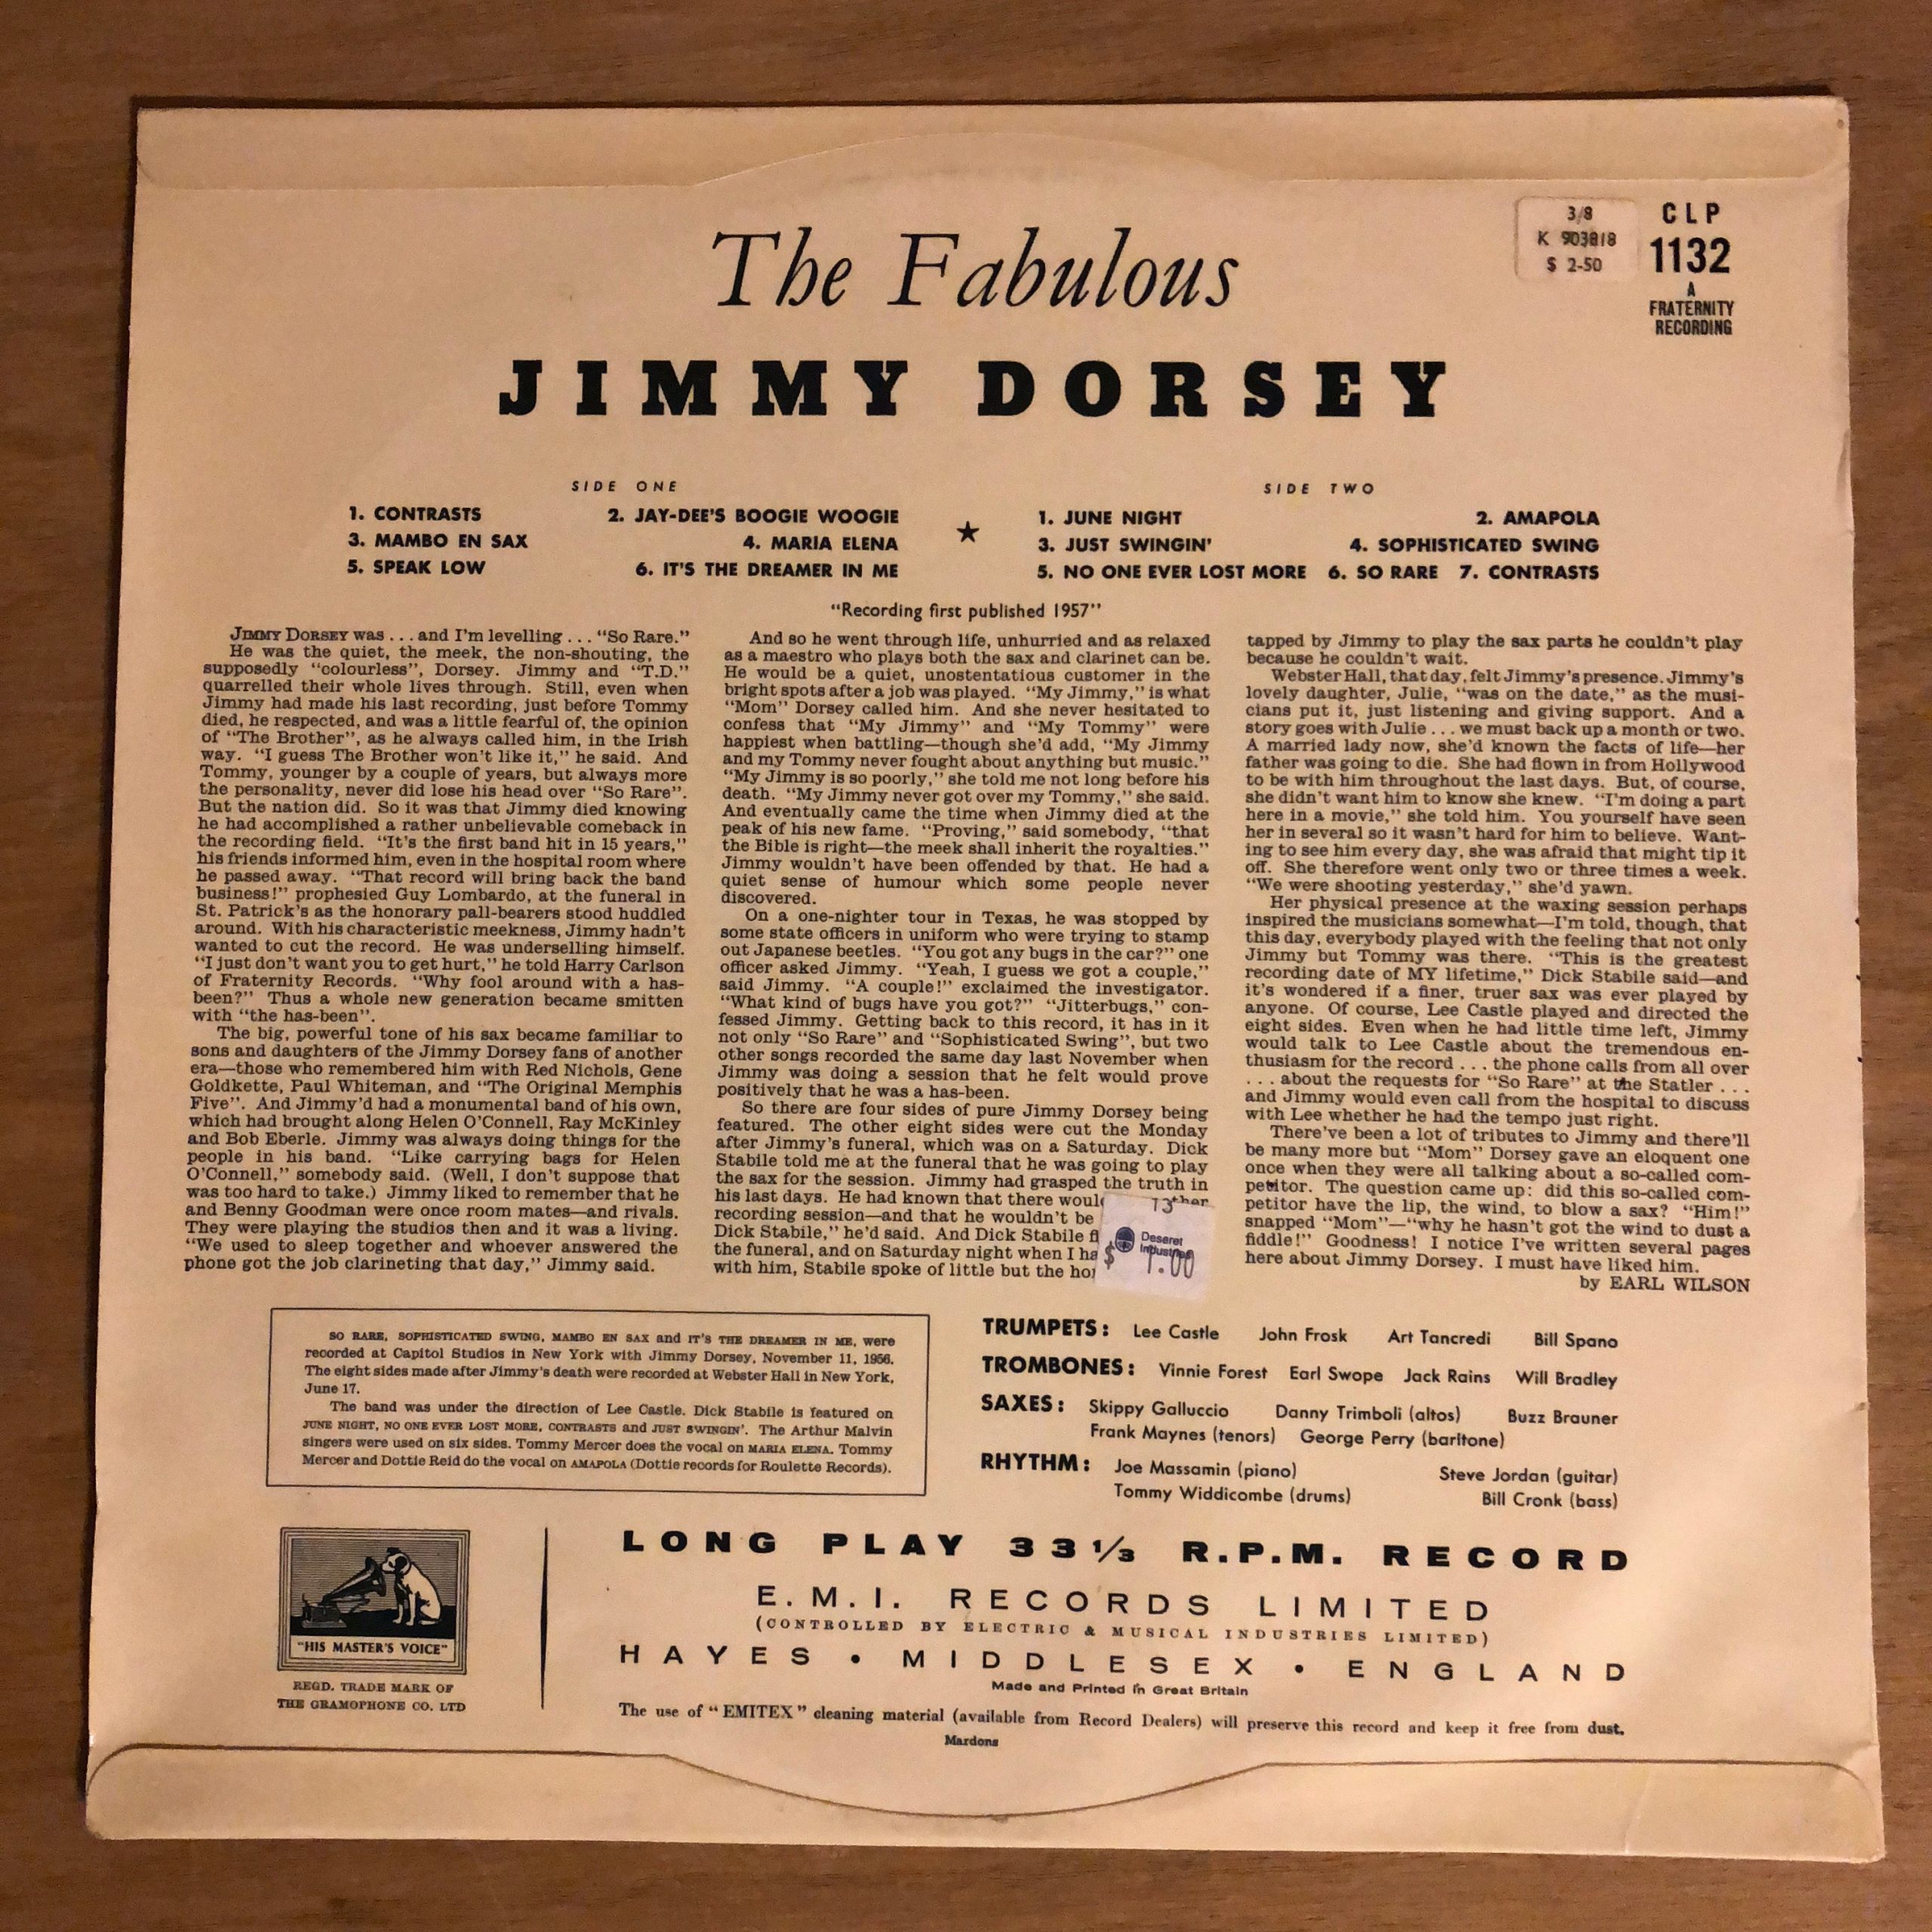 The Fabulous
JIMMY DORSEY
3/8
K 903818
$ 2-50
CLP
1132
A
FRATERNITY
RECORDING
SIDE ONE
1. CONTRASTS 2. JAY-DEE'S BOOGIE WOOGIE
3. MAMBO EN SAX 4. MARIA ELENA
5. SPEAK LOW 6. IT'S THE DREAMER IN ME
★
SIDE TWO
1. JUNE NIGHT 2. AMAPOLA
3. JUST SWINGIN' 4. SOPHISTICATED SWING
5. NO ONE EVER LOST MORE 6. SO RARE 7. CONTRASTS
"Recording first published 1957"
JIMMY DORSEY was . . . and I'm levelling . . . "So Rare."
He was the quiet, the meek, the non-shouting, the
supposedly "colourless", Dorsey. Jimmy and "T.D."
quarrelled their whole lives through. Still, even when
Jimmy had made his last recording, just before Tommy
died, he respected, and was a little fearful of, the opinion
of "The Brother", as he always called him, in the Irish
way. "I guess The Brother won't like it," he said. And
Tommy, younger by a couple of years, but always more
the personality, never did lose his head over "So Rare".
But the nation did. So it was that Jimmy died knowing
he had accomplished a rather unbelievable comeback in
the recording field. "It's the first band hit in 15 years,"
his friends informed him, even in the hospital room where
he passed away. "That record will bring back the band
business!" prophesied Guy Lombardo, at the funeral in
St. Patrick's as the honorary pall-bearers stood huddled
around. With his characteristic meekness, Jimmy hadn't
wanted to cut the record. He was underselling himself.
"I just don't want you to get hurt," he told Harry Carlson
of Fraternity Records. "Why fool around with a has-
been?" Thus a whole new generation became smitten
with "the has-been".
The big, powerful tone of his sax became familiar to
sons and daughters of the Jimmy Dorsey fans of another
era—those who remembered him with Red Nichols, Gene
Goldkette, Paul Whiteman, and "The Original Memphis
Five". And Jimmy'd had a monumental band of his own,
which had brought along Helen O'Connell, Ray McKinley
and Bob Eberle. Jimmy was always doing things for the
people in his band. "Like carrying bags for Helen
O'Connell," somebody said. (Well, I don't suppose that
was too hard to take.) Jimmy liked to remember that he
and Benny Goodman were once room mates—and rivals.
They were playing the studios then and it was a living.
"We used to sleep together and whoever answered the
phone got the job clarineting that day," Jimmy said.
And so he went through life, unhurried and as relaxed
as a maestro who plays both the sax and clarinet can be.
He would be a quiet, unostentatious customer in the
bright spots after a job was played. "My Jimmy," is what
"Mom" Dorsey called him. And she never hesitated to
confess that "My Jimmy" and "My Tommy" were
happiest when battling—though she'd add, "My Jimmy
and my Tommy never fought about anything but music."
"My Jimmy is so poorly," she told me not long before his
death. "My Jimmy never got over my Tommy," she said.
And eventually came the time when Jimmy died at the
peak of his new fame. "Proving," said somebody, "that
the Bible is right—the meek shall inherit the royalties."
Jimmy wouldn't have been offended by that. He had a
quiet sense of humour which some people never
discovered.
On a one-nighter tour in Texas, he was stopped by
some state officers in uniform who were trying to stamp
out Japanese beetles. "You got any bugs in the car?" one
officer asked Jimmy. "Yeah, I guess we got a couple,"
said Jimmy. "A couple!" exclaimed the investigator.
"What kind of bugs have you got?" "Jitterbugs," con-
fessed Jimmy. Getting back to this record, it has in it
not only "So Rare" and "Sophisticated Swing", but two
other songs recorded the same day last November when
Jimmy was doing a session that he felt would prove
positively that he was a has-been.
So there are four sides of pure Jimmy Dorsey being
featured. The other eight sides were cut the Monday
after Jimmy's funeral, which was on a Saturday. Dick
Stabile told me at the funeral that he was going to play
the sax for the session. Jimmy had grasped the truth in
his last days. He had known that there
recording session—and that he wouldn't be
Dick Stabile," he'd said. And Dick Stabile
the funeral, and on Saturday night when I
with him, Stabile spoke of little but the
13
Deseret
Industries
$ 1.00
tapped by Jimmy to play the sax parts he couldn't play
because he couldn't wait.
Webster Hall, that day, felt Jimmy's presence. Jimmy's
lovely daughter, Julie, "was on the date," as the musi-
cians put it, just listening and giving support. And a
story goes with Julie . . . we must back up a month or two.
A married lady now, she'd known the facts of life—her
father was going to die. She had flown in from Hollywood
to be with him throughout the last days. But, of course,
she didn't want him to know she knew. "I'm doing a part
here in a movie," she told him. You yourself have seen
her in several so it wasn't hard for him to believe. Want-
ing to see him every day, she was afraid that might tip it
off. She therefore went only two or three times a week.
"We were shooting yesterday," she'd yawn.
Her physical presence at the waxing session perhaps
inspired the musicians somewhat—I'm told, though, that
this day, everybody played with the feeling that not only
Jimmy but Tommy was there. "This is the greatest
recording date of MY lifetime," Dick Stabile said—and
it's wondered if a finer, truer sax was ever played by
anyone. Of course, Lee Castle played and directed the
eight sides. Even when he had little time left, Jimmy
would talk to Lee Castle about the tremendous en-
thusiasm for the record . . . the phone calls from all over
. . . about the requests for "So Rare" at the Statler . . .
and Jimmy would even call from the hospital to discuss
with Lee whether he had the tempo just right.
There've been a lot of tributes to Jimmy and there'll
be many more but "Mom" Dorsey gave an eloquent one
once when they were all talking about a so-called com-
petitor. The question came up: did this so-called com-
petitor have the lip, the wind, to blow a sax? "Him!"
snapped "Mom"—"why he hasn't got the wind to dust a
fiddle!" Goodness! I notice I've written several pages
here about Jimmy Dorsey. I must have liked him.
by EARL WILSON
SO RARE, SOPHISTICATED SWING, MAMBO EN SAX and IT'S THE DREAMER IN ME, were
recorded at Capitol Studios in New York with Jimmy Dorsey, November 11, 1956.
The eight sides made after Jimmy's death were recorded at Webster Hall in New York,
June 17.
The band was under the direction of Lee Castle. Dick Stabile is featured on
JUNE NIGHT, NO ONE EVER LOST MORE, CONTRASTS and JUST SWINGIN'. The Arthur Malvin
singers were used on six sides. Tommy Mercer does the vocal on MARIA ELENA. Tommy
Mercer and Dottie Reid do the vocal on AMAPOLA (Dottie records for Roulette Records).
TRUMPETS: Lee Castle John Frosk Art Tancredi Bill Spano
TROMBONES: Vinnie Forest Earl Swope Jack Rains Will Bradley
SAXES: Skippy Galluccio Danny Trimboli (altos) Buzz Brauner
Frank Maynes (tenors) George Perry (baritone)
RHYTHM: Joe Massamin (piano) Steve Jordan (guitar)
Tommy Widdicombe (drums) Bill Cronk (bass)
"HIS MASTER'S VOICE"
REGD. TRADE MARK OF
THE GRAMOPHONE CO. LTD
LONG PLAY 33⅓ R.P.M. RECORD
E.M.I. RECORDS LIMITED
(CONTROLLED BY ELECTRIC & MUSICAL INDUSTRIES LIMITED)
HAYES • MIDDLESEX • ENGLAND
Made and Printed in Great Britain
The use of "EMITEX" cleaning material (available from Record Dealers) will preserve this record and keep it free from dust.
Mardons